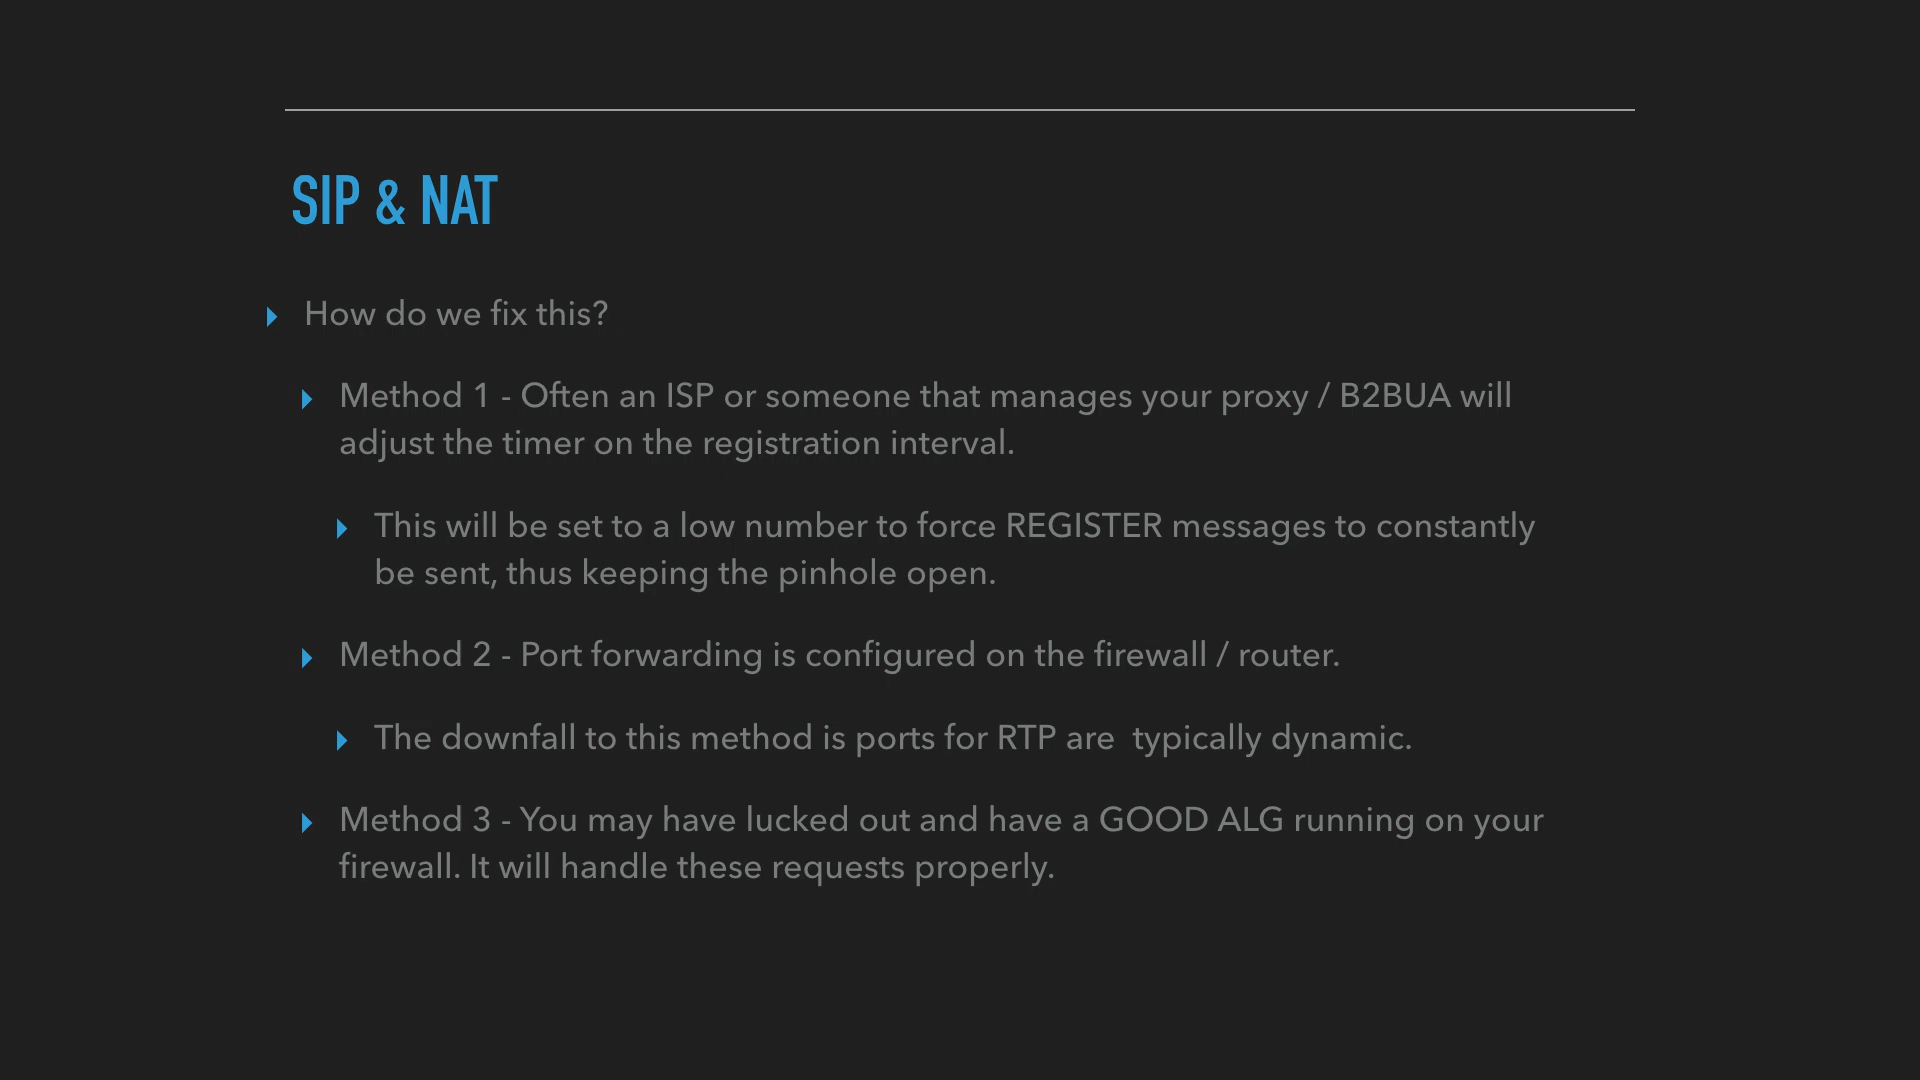 SIP & NAT
How do we fix this?
Method 1 - Often an ISP or someone that manages your proxy / B2BUA will
adjust the timer on the registration interval.
This will be set to a low number to force REGISTER messages to constantly
be sent, thus keeping the pinhole open.
Method 2 - Port forwarding is configured on the firewall / router.
The downfall to this method is ports for RTP are  typically dynamic.
Method 3 - You may have lucked out and have a GOOD ALG running on your
firewall. It will handle these requests properly.